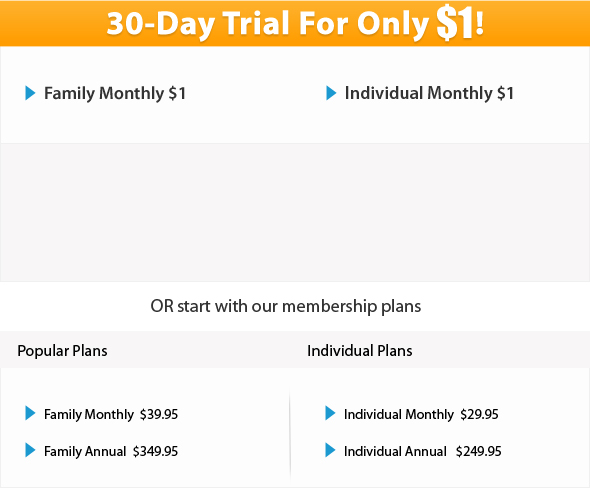 30-Day Trial For Only $1!
Family Monthly $1
Individual Monthly $1
OR start with our membership plans
Popular Plans
Individual Plans
Family Monthly $39.95
Individual Monthly $29.95
Family Annual $349.95
Individual Annual $249.95